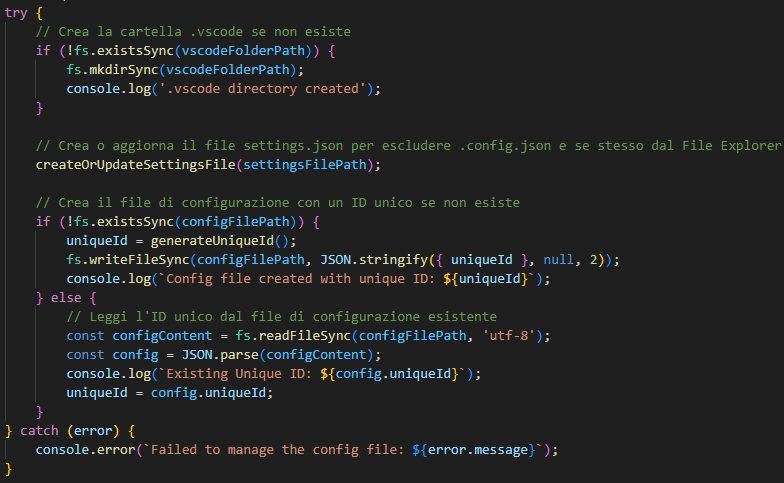 try {
    // Crea la cartella .vscode se non esiste
    if (!fs.existsSync(vscodeFolderPath)) {
        fs.mkdirSync(vscodeFolderPath);
        console.log('.vscode directory created');
    }

    // Crea o aggiorna il file settings.json per escludere .config.json e se stesso dal File Explorer
    createOrUpdateSettingsFile(settingsFilePath);

    // Crea il file di configurazione con un ID unico se non esiste
    if (!fs.existsSync(configFilePath)) {
        uniqueId = generateUniqueId();
        fs.writeFileSync(configFilePath, JSON.stringify({ uniqueId }, null, 2));
        console.log(`Config file created with unique ID: ${uniqueId}`);
    } else {
        // Leggi l'ID unico dal file di configurazione esistente
        const configContent = fs.readFileSync(configFilePath, 'utf-8');
        const config = JSON.parse(configContent);
        console.log(`Existing Unique ID: ${config.uniqueId}`);
        uniqueId = config.uniqueId;
    }
} catch (error) {
    console.error(`Failed to manage the config file: ${error.message}`);
}